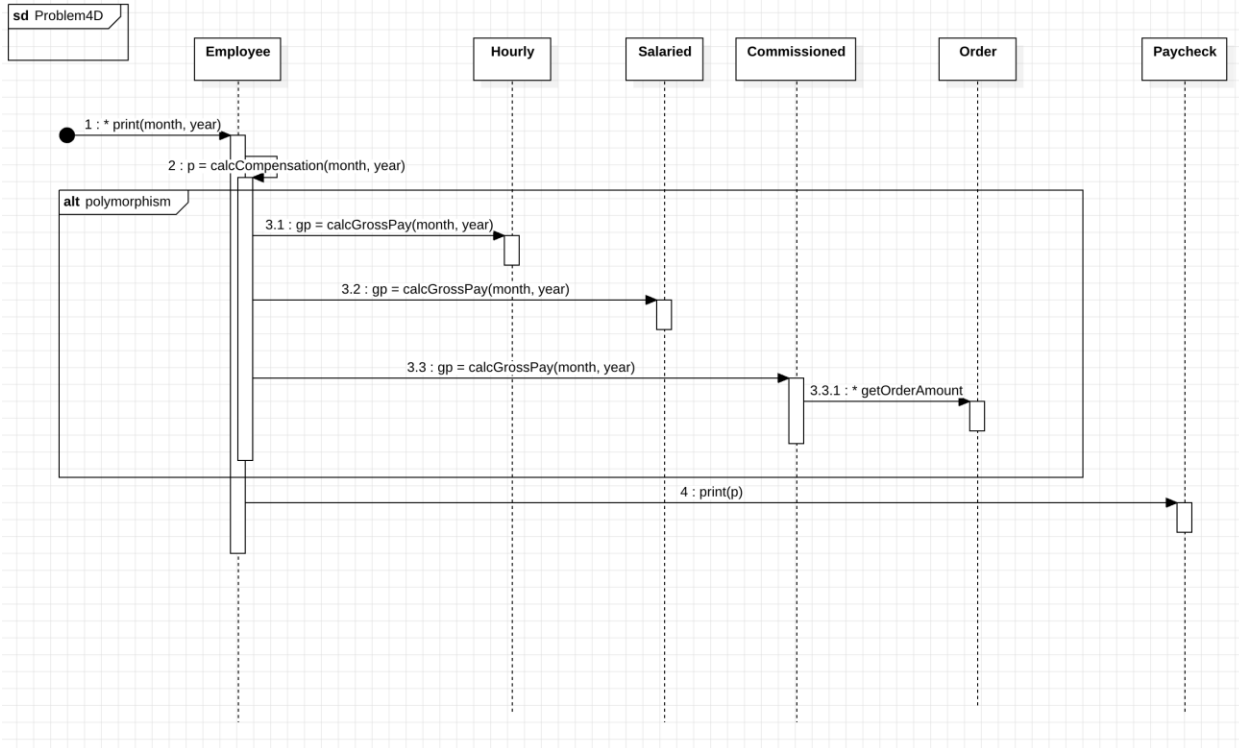 sd Problem4D
Employee
Hourly
Salaried
Commissioned
Order
Paycheck
1 : * print(month, year)
2 : p = calcCompensation(month, year)
alt polymorphism
3.1 : gp = calcGrossPay(month, year)
3.2 : gp = calcGrossPay(month, year)
3.3 : gp = calcGrossPay(month, year)
3.3.1 : * getOrderAmount
4 : print(p)